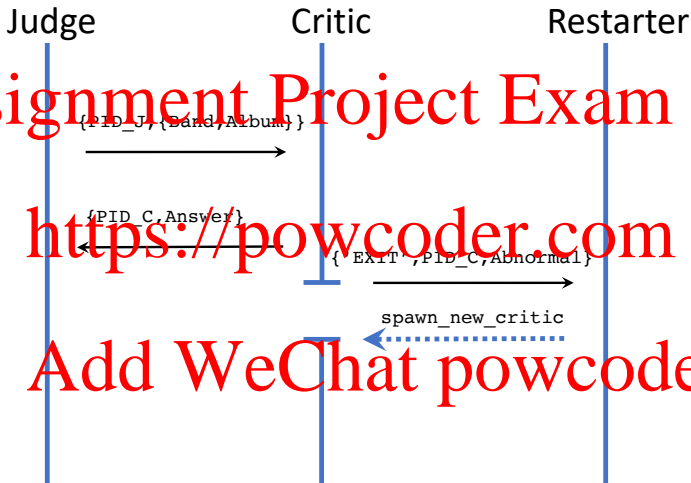 Judge Critic Restarter
signment Project Exam
{PID_J,{Band,Album}}
{PID_C,Answer}
https://powcoder.com
{'EXIT',PID_C,Abnormal}
spawn_new_critic
Add WeChat powcode